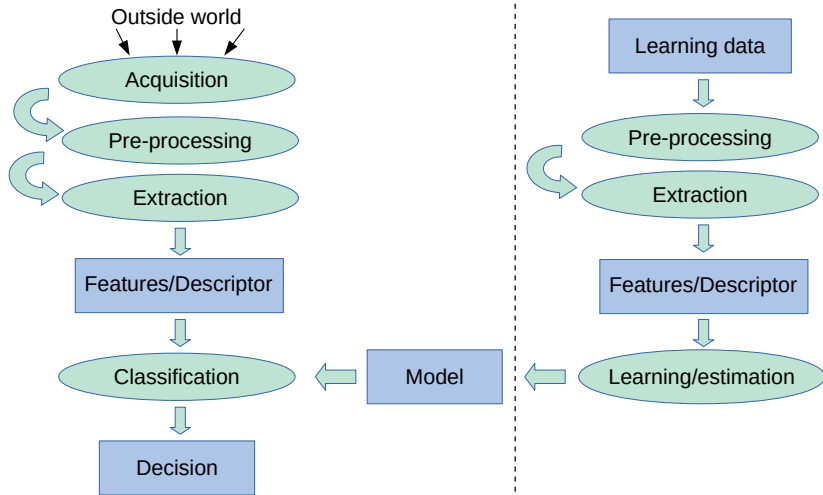 Outside world
Acquisition
Pre-processing
Extraction
Features/Descriptor
Classification
Decision
Model
Learning data
Pre-processing
Extraction
Features/Descriptor
Learning/estimation